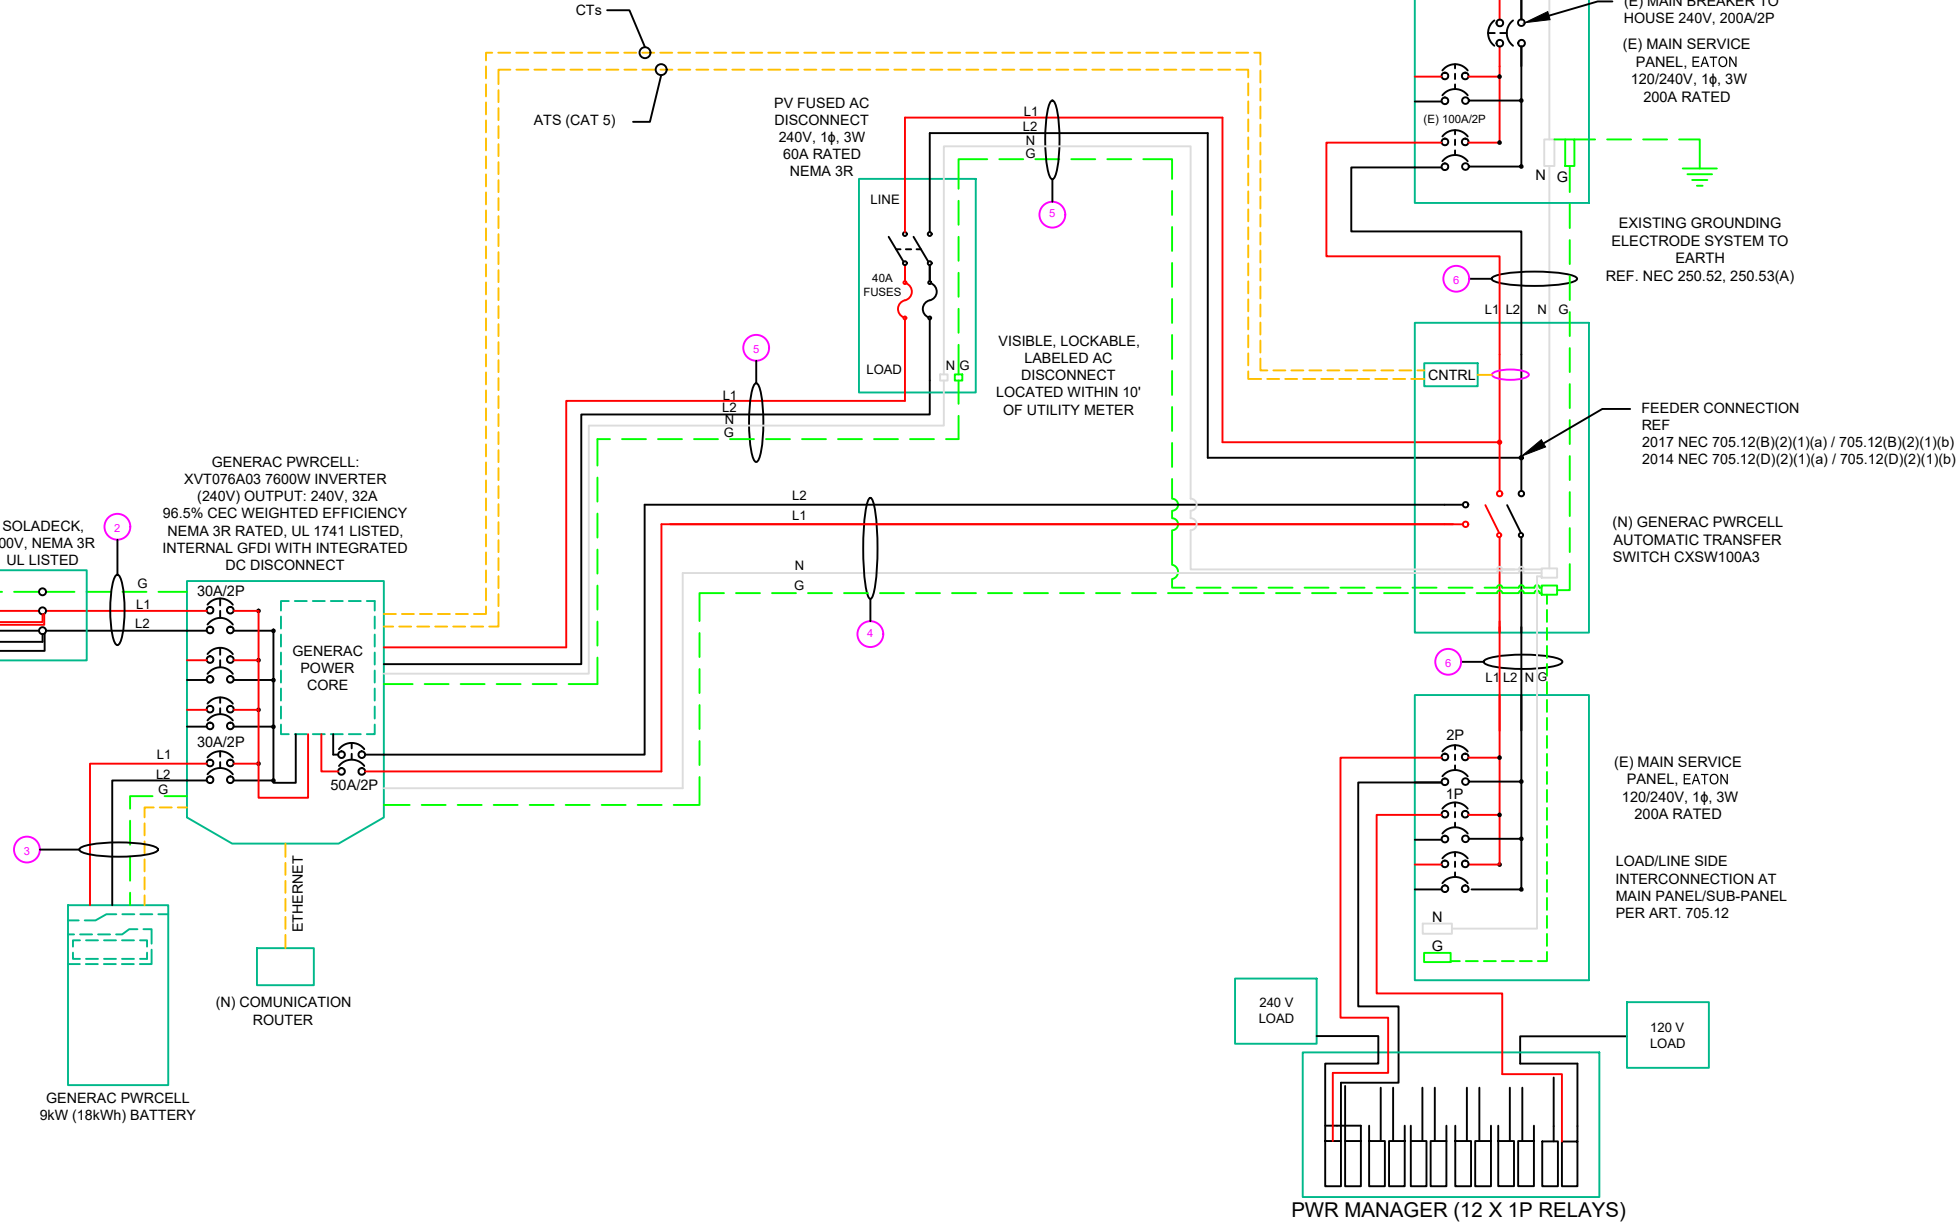 CTs
ATS (CAT 5)
PV FUSED AC
DISCONNECT
240V, 1ϕ, 3W
60A RATED
NEMA 3R
LINE
40A
FUSES
LOAD
N G
L1
L2
N
G
5
VISIBLE, LOCKABLE,
LABELED AC
DISCONNECT
LOCATED WITHIN 10'
OF UTILITY METER
5
L1
L2
N
G
(E) MAIN BREAKER TO
HOUSE 240V, 200A/2P
(E) MAIN SERVICE
PANEL, EATON
120/240V, 1ϕ, 3W
200A RATED
(E) 100A/2P
N G
EXISTING GROUNDING
ELECTRODE SYSTEM TO
EARTH
REF. NEC 250.52, 250.53(A)
6
L1 L2 N G
CNTRL
FEEDER CONNECTION
REF
2017 NEC 705.12(B)(2)(1)(a) / 705.12(B)(2)(1)(b)
2014 NEC 705.12(D)(2)(1)(a) / 705.12(D)(2)(1)(b)
(N) GENERAC PWRCELL
AUTOMATIC TRANSFER
SWITCH CXSW100A3
GENERAC PWRCELL:
XVT076A03 7600W INVERTER
(240V) OUTPUT: 240V, 32A
96.5% CEC WEIGHTED EFFICIENCY
NEMA 3R RATED, UL 1741 LISTED,
INTERNAL GFDI WITH INTEGRATED
DC DISCONNECT
SOLADECK,
00V, NEMA 3R
UL LISTED
2
G
L1
L2
30A/2P
GENERAC
POWER
CORE
30A/2P
50A/2P
L2
L1
N
G
4
L1
L2
G
3
ETHERNET
(N) COMUNICATION
ROUTER
GENERAC PWRCELL
9kW (18kWh) BATTERY
6
L1 L2 N G
2P
1P
N
G
(E) MAIN SERVICE
PANEL, EATON
120/240V, 1ϕ, 3W
200A RATED
LOAD/LINE SIDE
INTERCONNECTION AT
MAIN PANEL/SUB-PANEL
PER ART. 705.12
240 V
LOAD
120 V
LOAD
PWR MANAGER (12 X 1P RELAYS)